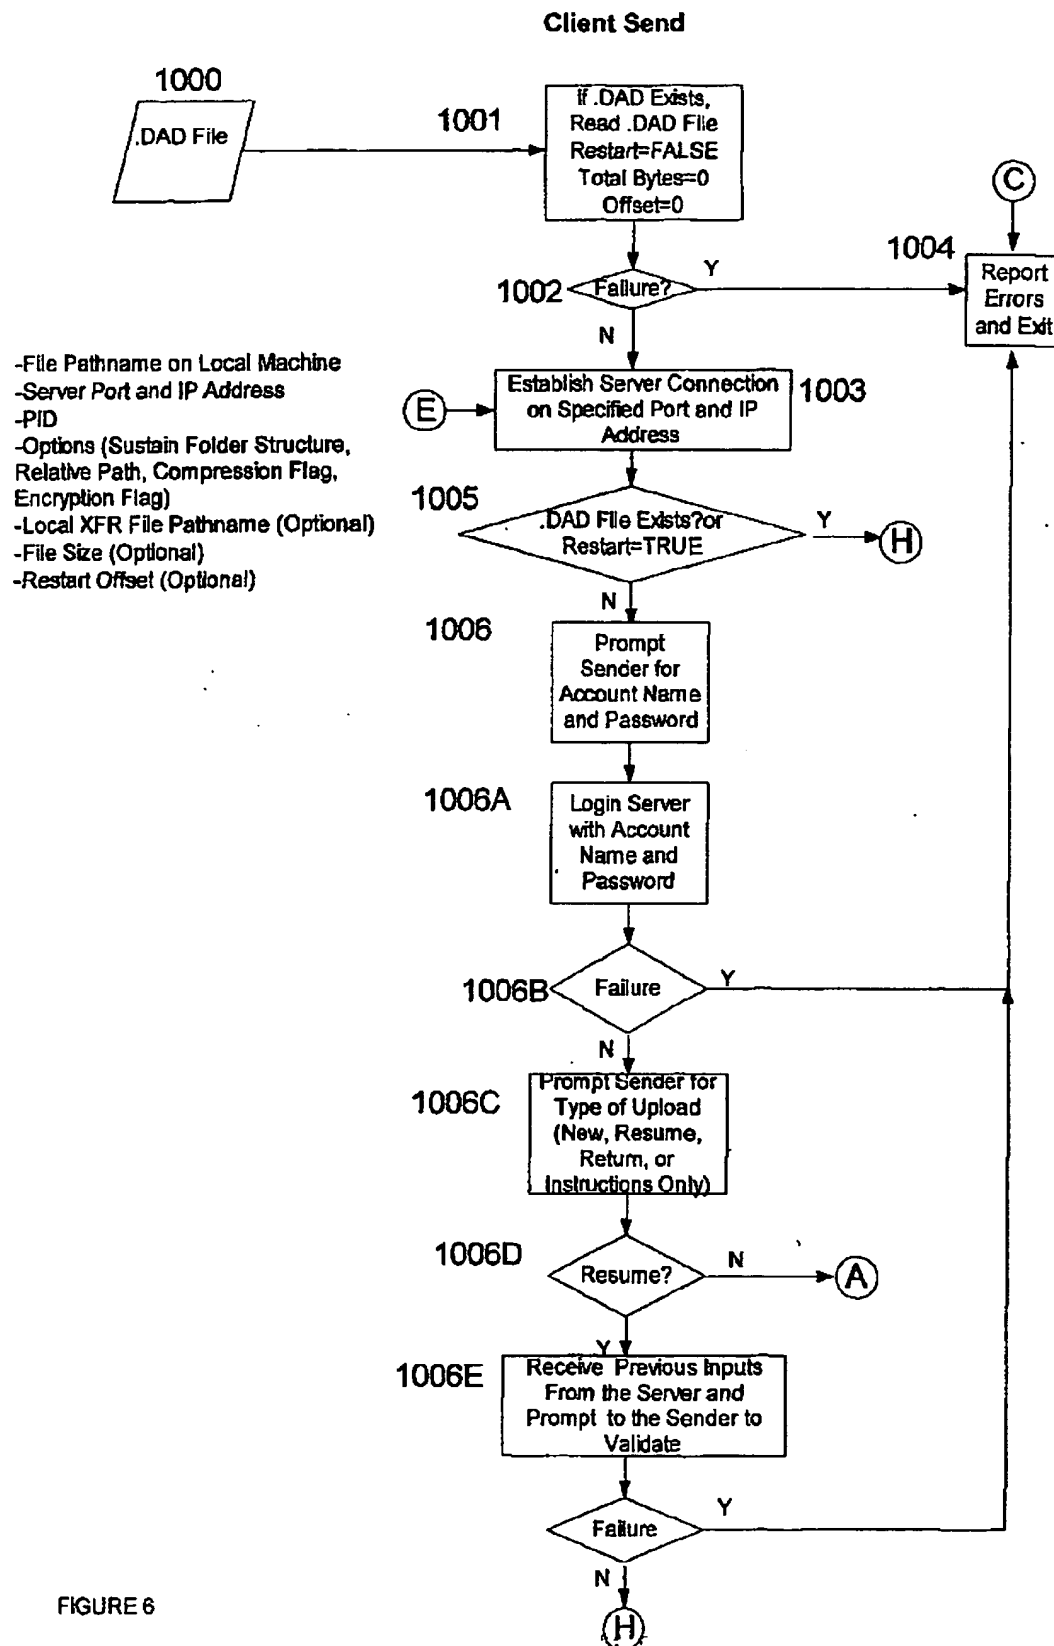 Client Send
1000
.DAD File
1001
If .DAD Exists,
Read .DAD File
Restart=FALSE
Total Bytes=0
Offset=0
C
1004
Report
Errors
and Exit
1002
Failure?
Y
N
-File Pathname on Local Machine
-Server Port and IP Address
-PID
-Options (Sustain Folder Structure,
Relative Path, Compression Flag,
Encryption Flag)
-Local XFR File Pathname (Optional)
-File Size (Optional)
-Restart Offset (Optional)
E
Establish Server Connection
on Specified Port and IP
Address
1003
1005
.DAD File Exists?or
Restart=TRUE
Y
H
N
1006
Prompt
Sender for
Account Name
and Password
1006A
Login Server
with Account
Name and
Password
1006B
Failure
Y
N
1006C
Prompt Sender for
Type of Upload
(New, Resume,
Return, or
Instructions Only)
1006D
Resume?
N
A
Y
1006E
Receive Previous Inputs
From the Server and
Prompt to the Sender to
Validate
Failure
Y
N
H
FIGURE 6